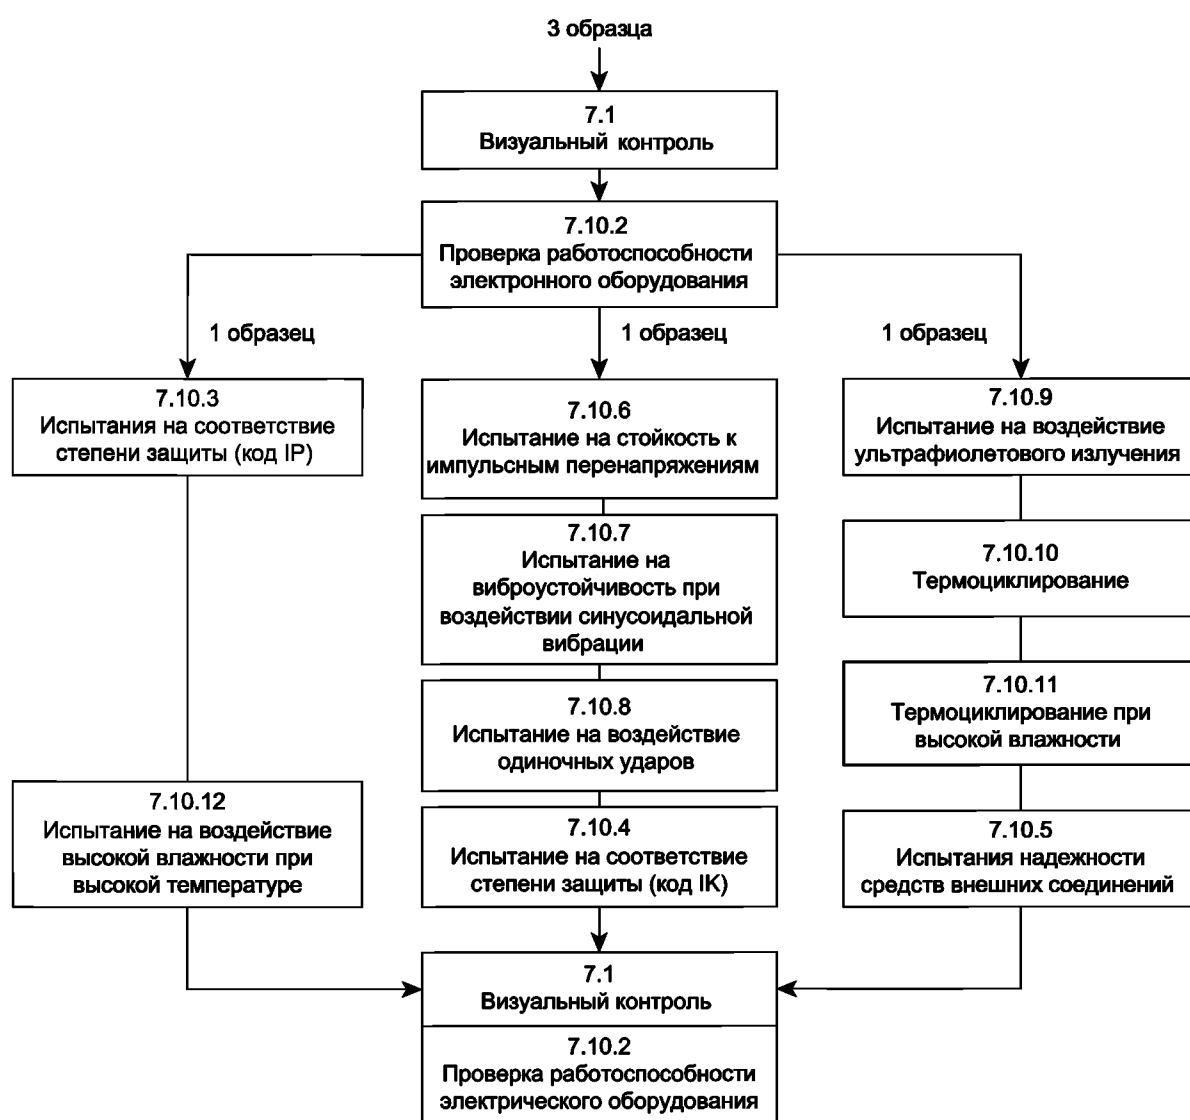 3 образца
7.1
Визуальный контроль
7.10.2
Проверка работоспособности
электронного оборудования
1 образец
1 образец
1 образец
7.10.3
Испытания на соответствие
степени защиты (код IP)
7.10.12
Испытание на воздействие
высокой влажности при
высокой температуре
7.10.6
Испытание на стойкость к
импульсным перенапряжениям
7.10.7
Испытание на
виброустойчивость при
воздействии синусоидальной
вибрации
7.10.8
Испытание на воздействие
одиночных ударов
7.10.4
Испытание на соответствие
степени защиты (код IK)
7.10.9
Испытание на воздействие
ультрафиолетового излучения
7.10.10
Термоциклирование
7.10.11
Термоциклирование при
высокой влажности
7.10.5
Испытания надежности
средств внешних соединений
7.1
Визуальный контроль
7.10.2
Проверка работоспособности
электрического оборудования